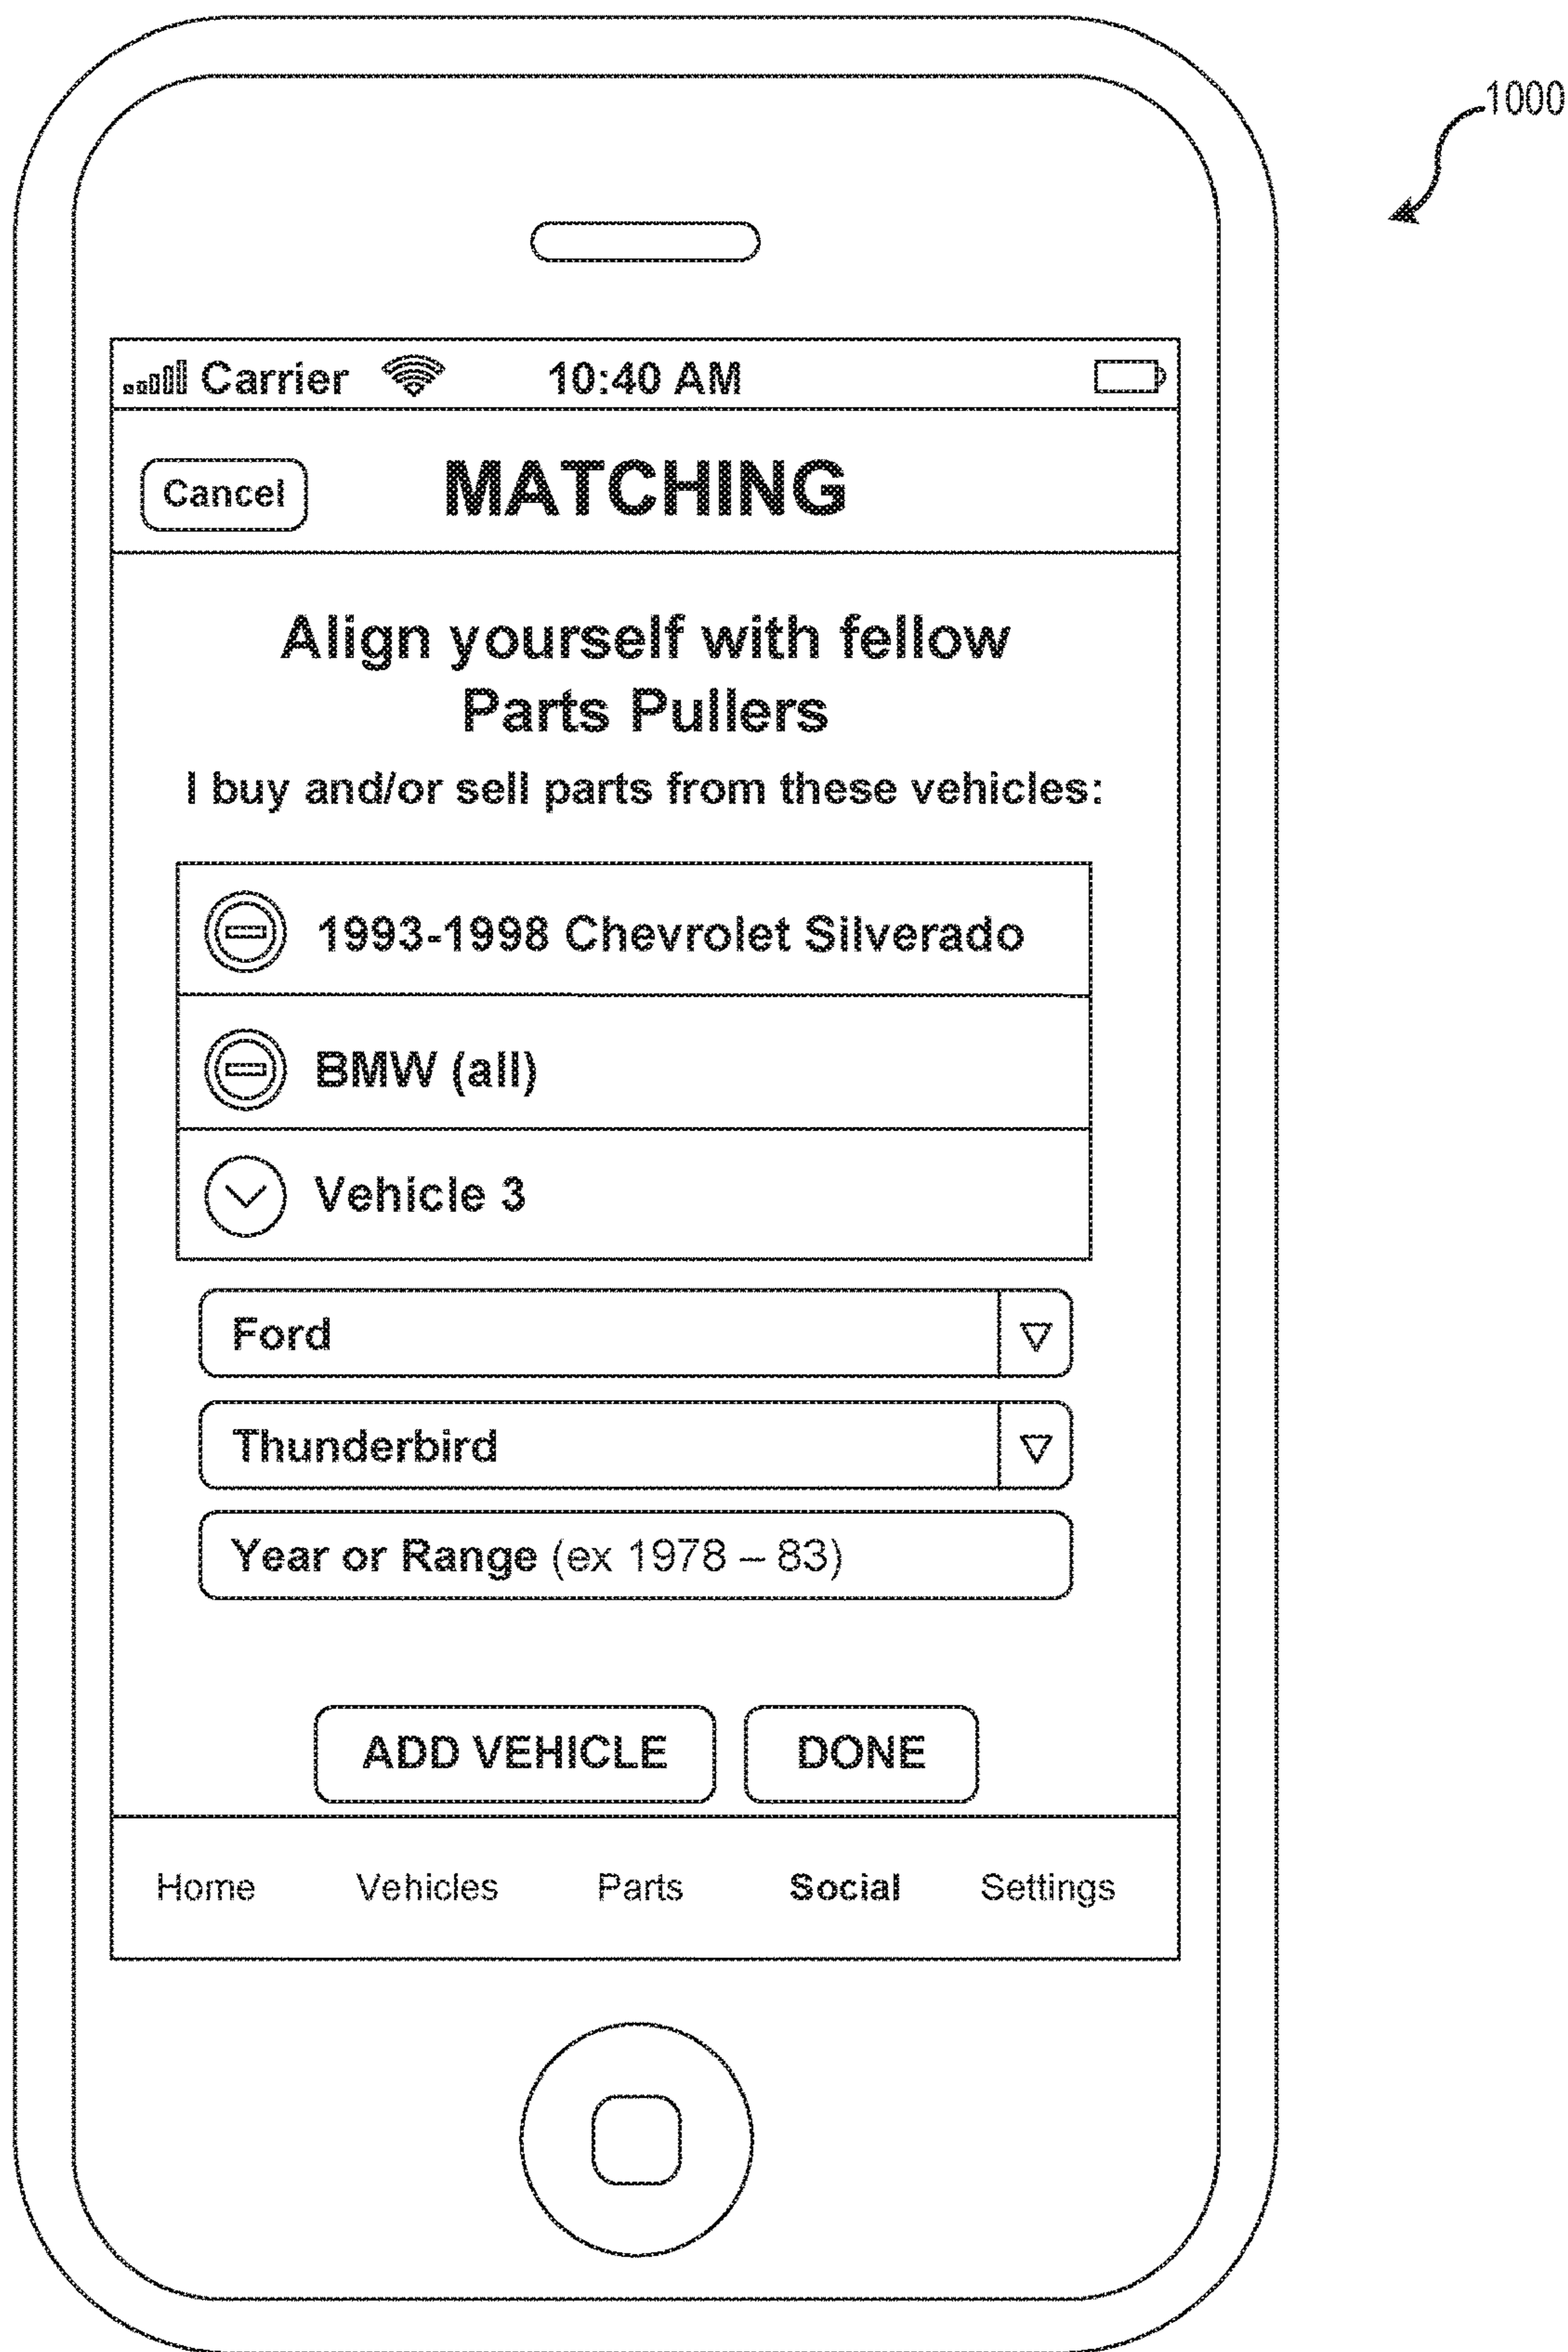 1000
Carrier 10:40 AM
Cancel MATCHING
Align yourself with fellow
Parts Pullers
I buy and/or sell parts from these vehicles:
1993-1998 Chevrolet Silverado
BMW (all)
Vehicle 3
Ford
Thunderbird
Year or Range (ex 1978 – 83)
ADD VEHICLE DONE
Home Vehicles Parts Social Settings